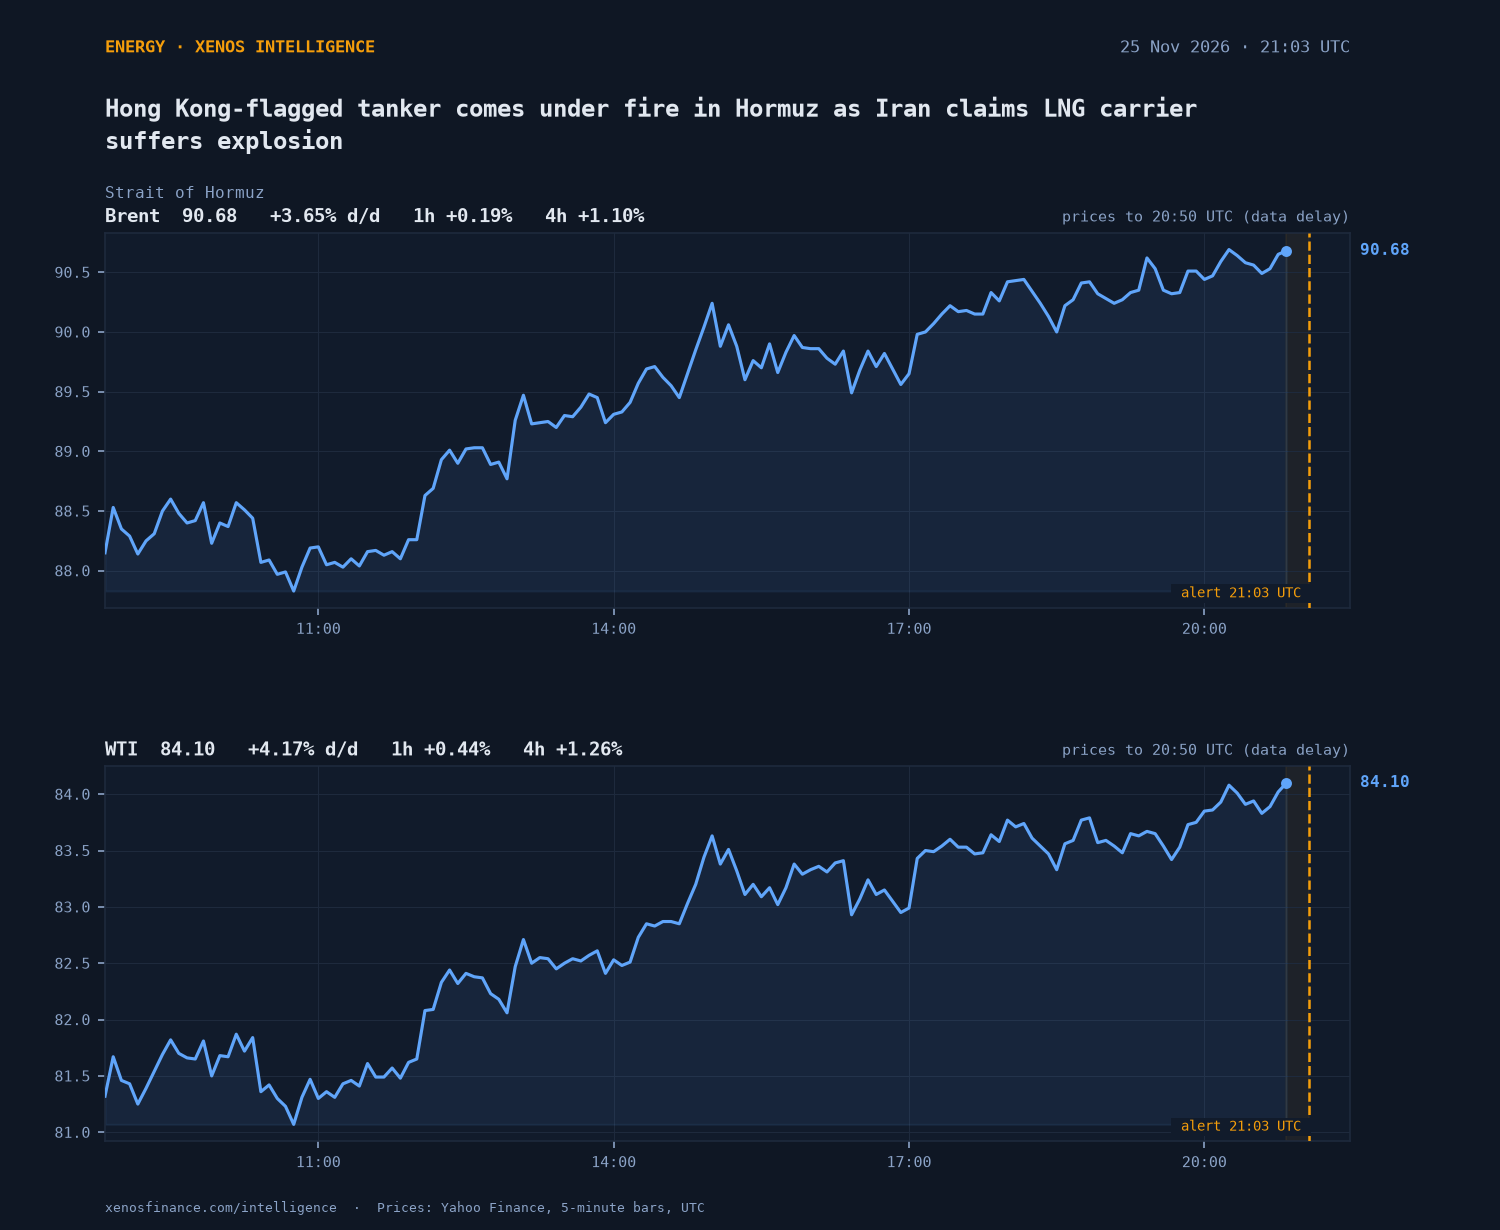 ENERGY · XENOS INTELLIGENCE
25 Nov 2026 · 21:03 UTC
Hong Kong-flagged tanker comes under fire in Hormuz as Iran claims LNG carrier
suffers explosion
Strait of Hormuz
Brent 90.68 +3.65% d/d 1h +0.19% 4h +1.10%
prices to 20:50 UTC (data delay)
90.68
90.5
90.0
89.5
89.0
88.5
88.0
alert 21:03 UTC
11:00 14:00 17:00 20:00
WTI 84.10 +4.17% d/d 1h +0.44% 4h +1.26%
prices to 20:50 UTC (data delay)
84.10
84.0
83.5
83.0
82.5
82.0
81.5
81.0
alert 21:03 UTC
11:00 14:00 17:00 20:00
xenosfinance.com/intelligence · Prices: Yahoo Finance, 5-minute bars, UTC